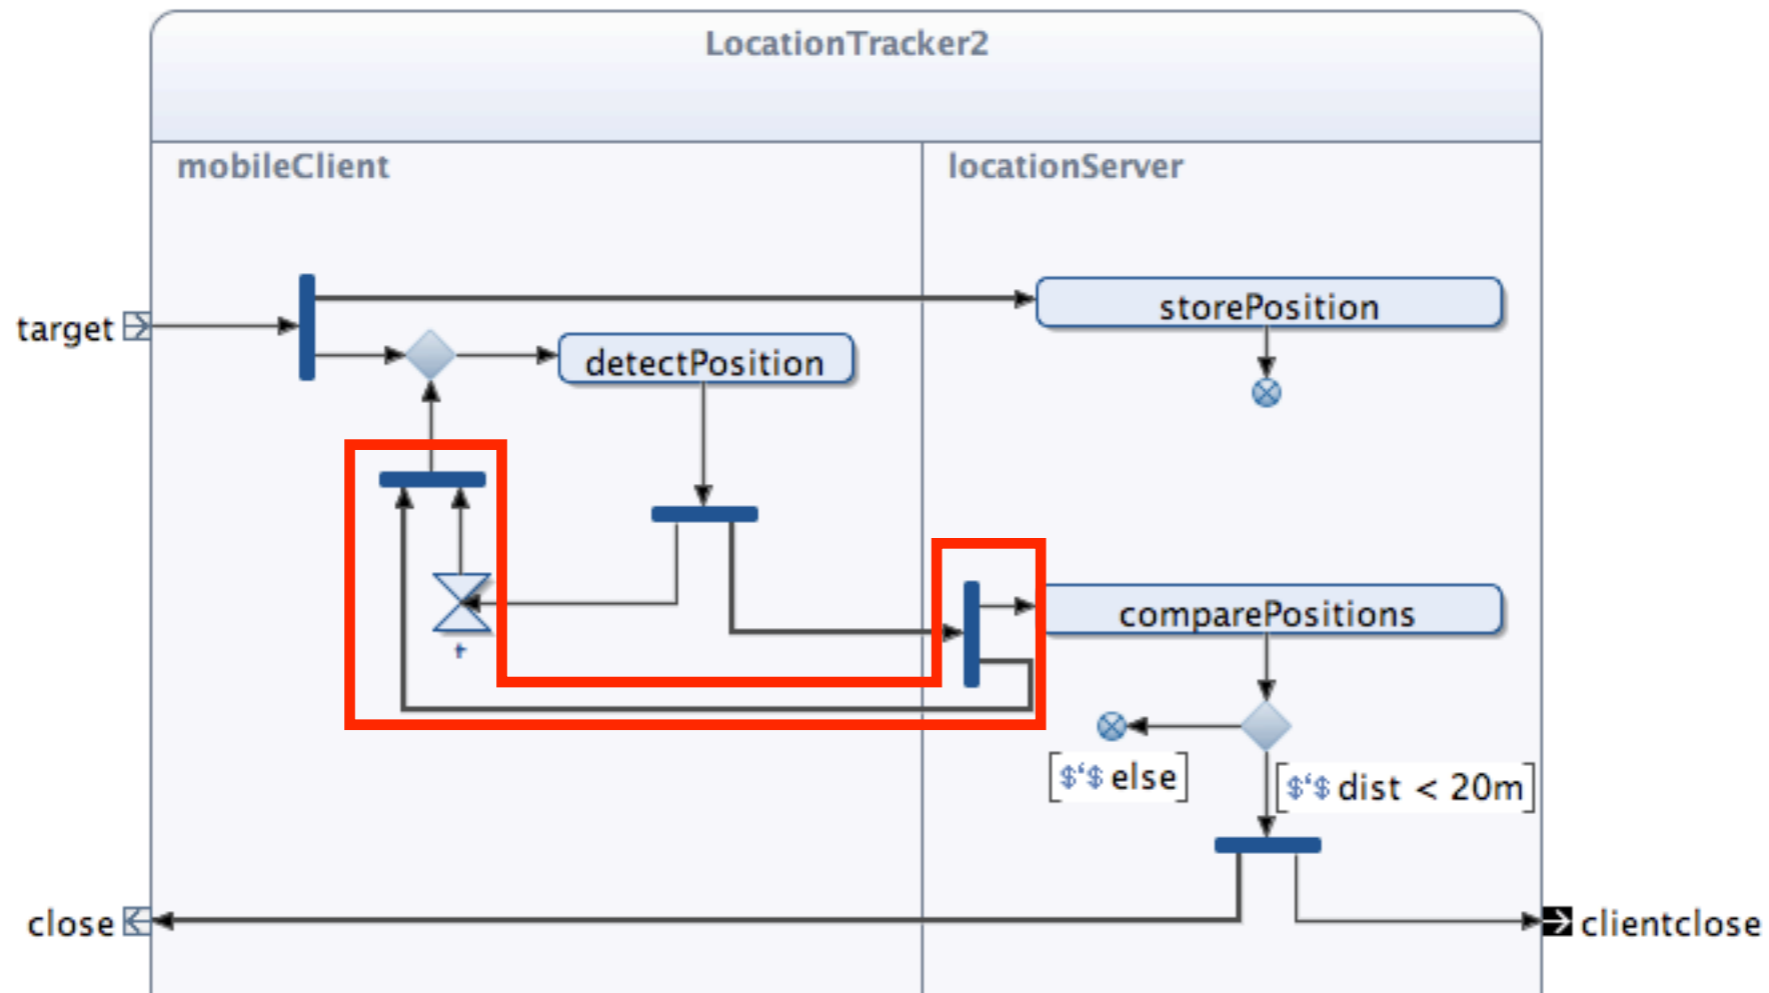 LocationTracker2
mobileClient
locationServer
target
storePosition
detectPosition
comparePositions
t
[$‘$ else]
[$‘$ dist < 20m]
close
clientclose